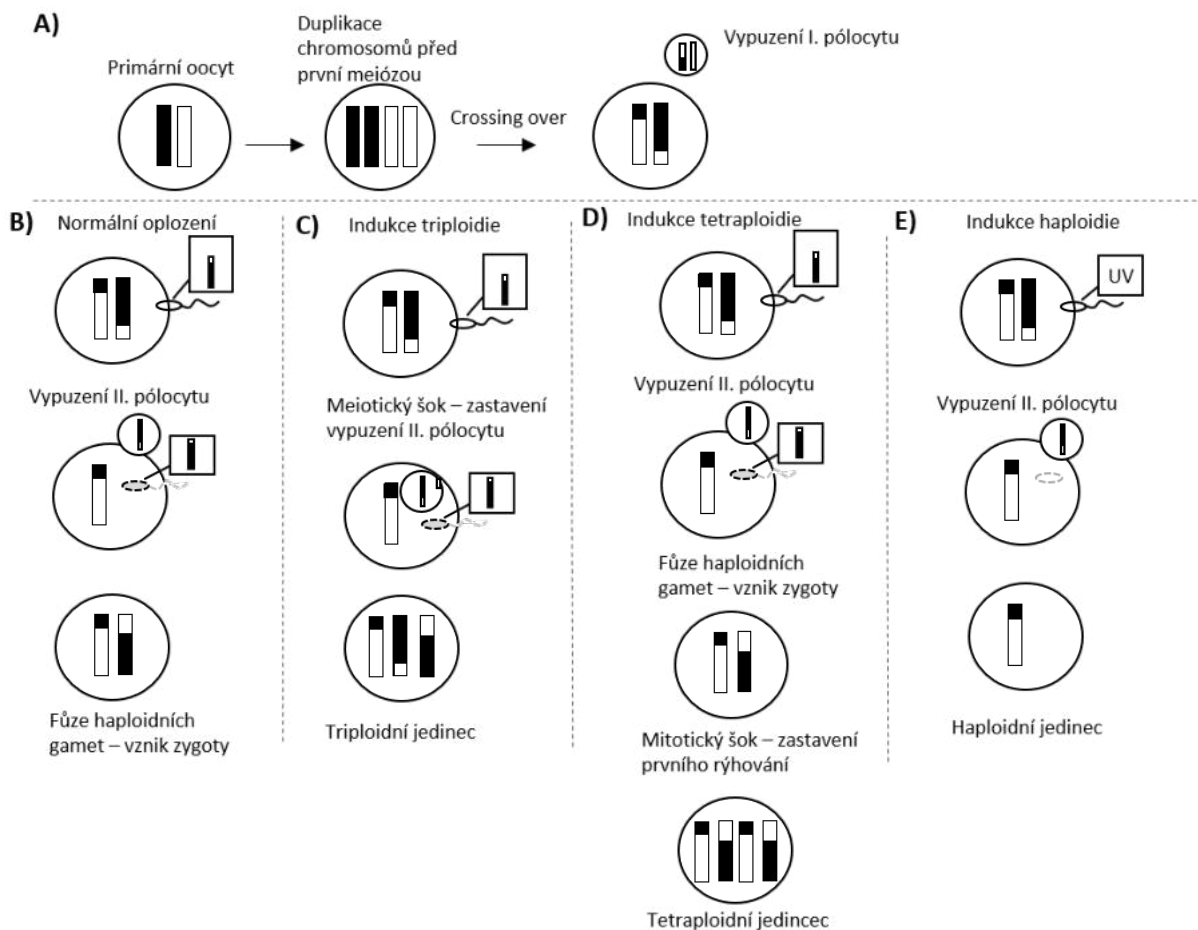 A)
Primární oocyt
Duplikace
chromosomů před
první meiózou
Crossing over
Vypuzení I. pólocytu
B)
Normální oplození
Vypuzení II. pólocytu
Fůze haploidních
gamet – vznik zygoty
C)
Indukce triploidie
Meiotický šok – zastavení
vypuzení II. pólocytu
Triploidní jedinec
D)
Indukce tetraploidie
Vypuzení II. pólocytu
Fůze haploidních
gamet – vznik zygoty
Mitotický šok – zastavení
prvního rýhování
Tetraploidní jedincec
E)
Indukce haploidie
UV
Vypuzení II. pólocytu
Haploidní jedinec